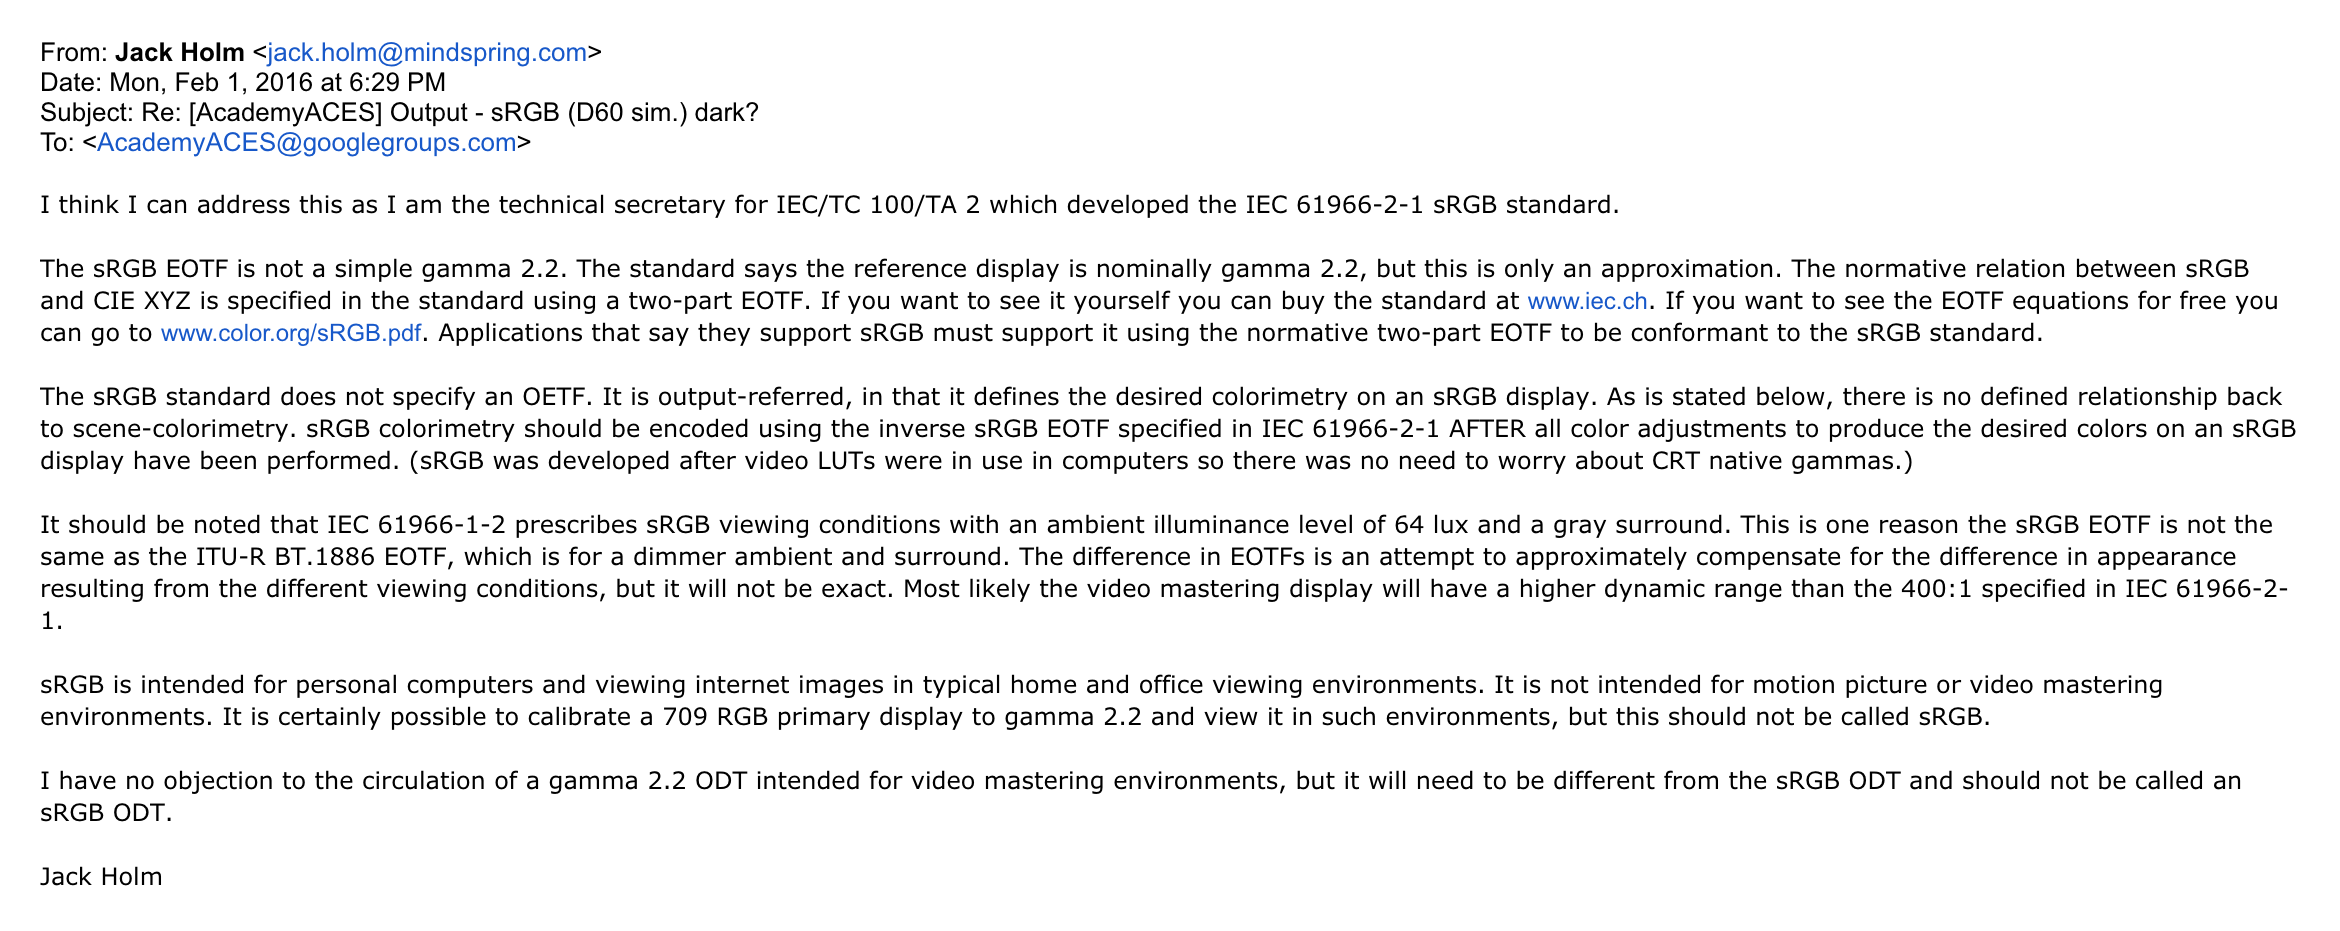 From: Jack Holm <jack.holm@mindspring.com>
Date: Mon, Feb 1, 2016 at 6:29 PM
Subject: Re: [AcademyACES] Output - sRGB (D60 sim.) dark?
To: <AcademyACES@googlegroups.com>
I think I can address this as I am the technical secretary for IEC/TC 100/TA 2 which developed the IEC 61966-2-1 sRGB standard.
The sRGB EOTF is not a simple gamma 2.2. The standard says the reference display is nominally gamma 2.2, but this is only an approximation. The normative relation between sRGB
and CIE XYZ is specified in the standard using a two-part EOTF. If you want to see it yourself you can buy the standard at www.iec.ch. If you want to see the EOTF equations for free you
can go to www.color.org/sRGB.pdf. Applications that say they support sRGB must support it using the normative two-part EOTF to be conformant to the sRGB standard.
The sRGB standard does not specify an OETF. It is output-referred, in that it defines the desired colorimetry on an sRGB display. As is stated below, there is no defined relationship back
to scene-colorimetry. sRGB colorimetry should be encoded using the inverse sRGB EOTF specified in IEC 61966-2-1 AFTER all color adjustments to produce the desired colors on an sRGB
display have been performed. (sRGB was developed after video LUTs were in use in computers so there was no need to worry about CRT native gammas.)
It should be noted that IEC 61966-1-2 prescribes sRGB viewing conditions with an ambient illuminance level of 64 lux and a gray surround. This is one reason the sRGB EOTF is not the
same as the ITU-R BT.1886 EOTF, which is for a dimmer ambient and surround. The difference in EOTFs is an attempt to approximately compensate for the difference in appearance
resulting from the different viewing conditions, but it will not be exact. Most likely the video mastering display will have a higher dynamic range than the 400:1 specified in IEC 61966-2-
1.
sRGB is intended for personal computers and viewing internet images in typical home and office viewing environments. It is not intended for motion picture or video mastering
environments. It is certainly possible to calibrate a 709 RGB primary display to gamma 2.2 and view it in such environments, but this should not be called sRGB.
I have no objection to the circulation of a gamma 2.2 ODT intended for video mastering environments, but it will need to be different from the sRGB ODT and should not be called an
sRGB ODT.
Jack Holm